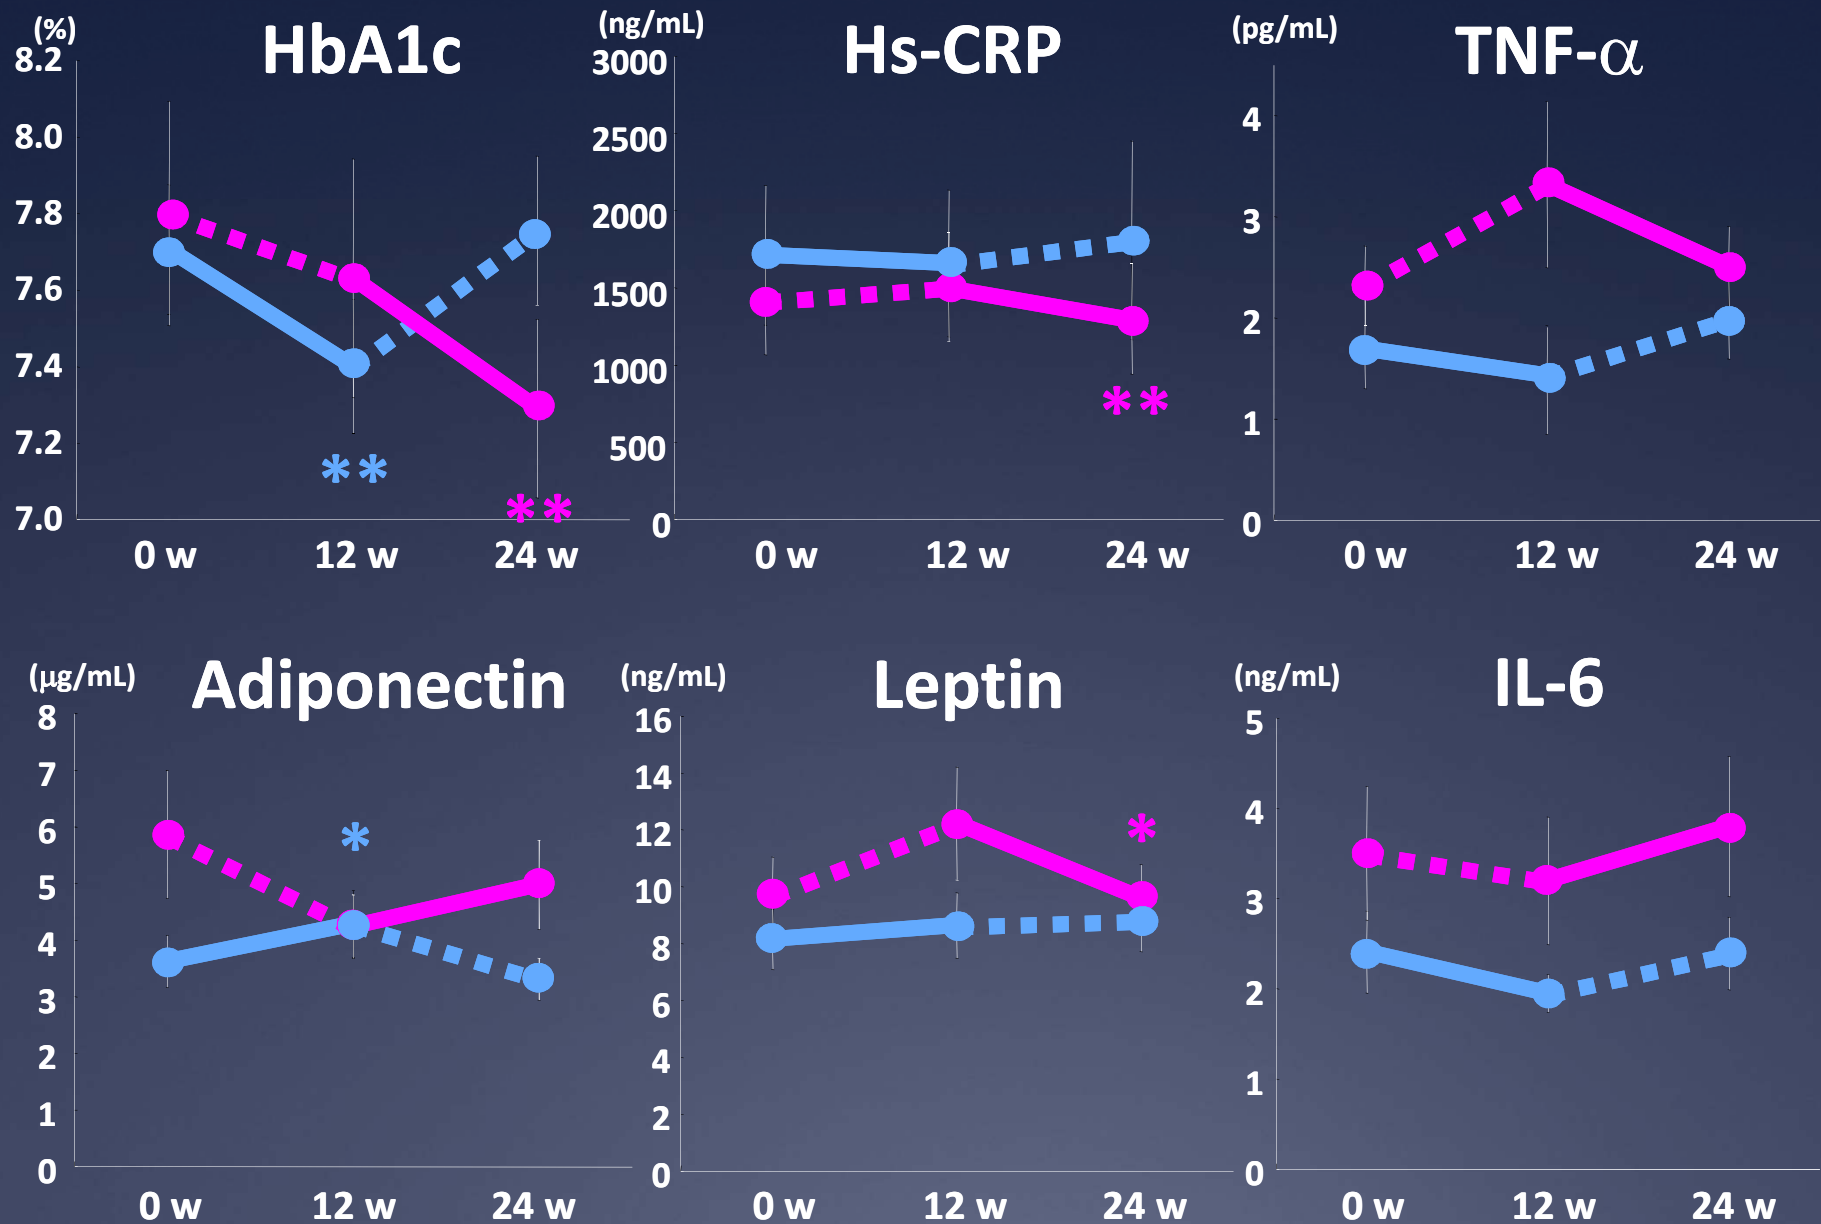 (%)
HbA1c
8.2
8.0
7.8
7.6
7.4
7.2
7.0
**
**
0 w 12 w 24 w
(ng/mL)
Hs-CRP
3000
2500
2000
1500
1000
500
0
**
0 w 12 w 24 w
(pg/mL)
TNF-α
4
3
2
1
0
0 w 12 w 24 w
(μg/mL)
Adiponectin
8
7
6
5
4
3
2
1
0
*
0 w 12 w 24 w
(ng/mL)
Leptin
16
14
12
10
8
6
4
2
0
*
0 w 12 w 24 w
(ng/mL)
IL-6
5
4
3
2
1
0
0 w 12 w 24 w